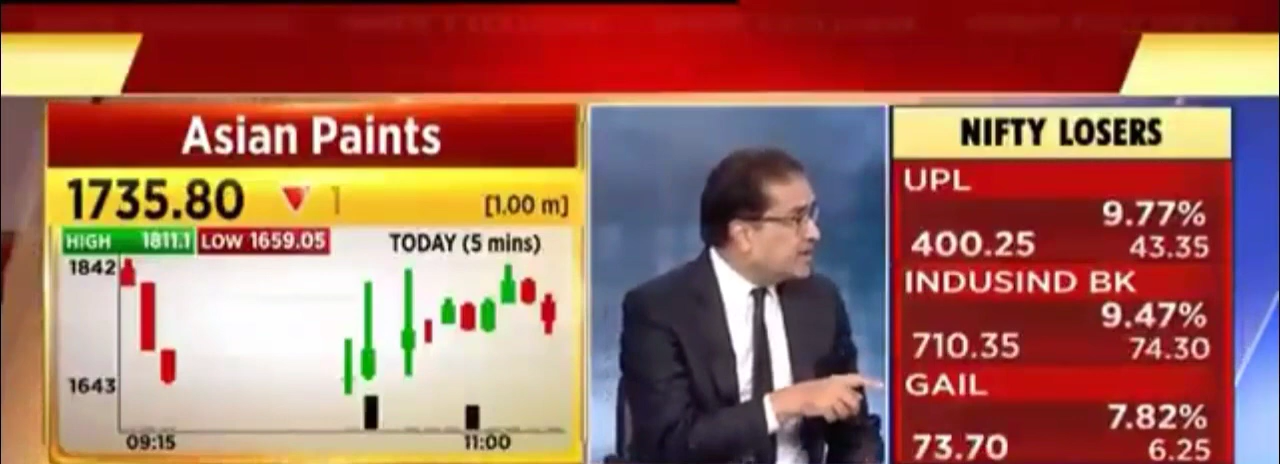 Asian Paints
1735.80 1 [1.00 m]
HIGH 1811.1 LOW 1659.05 TODAY (5 mins)
1842
1643
09:15 11:00
NIFTY LOSERS
UPL
9.77%
400.25 43.35
INDUSIND BK
9.47%
710.35 74.30
GAIL
7.82%
73.70 6.25